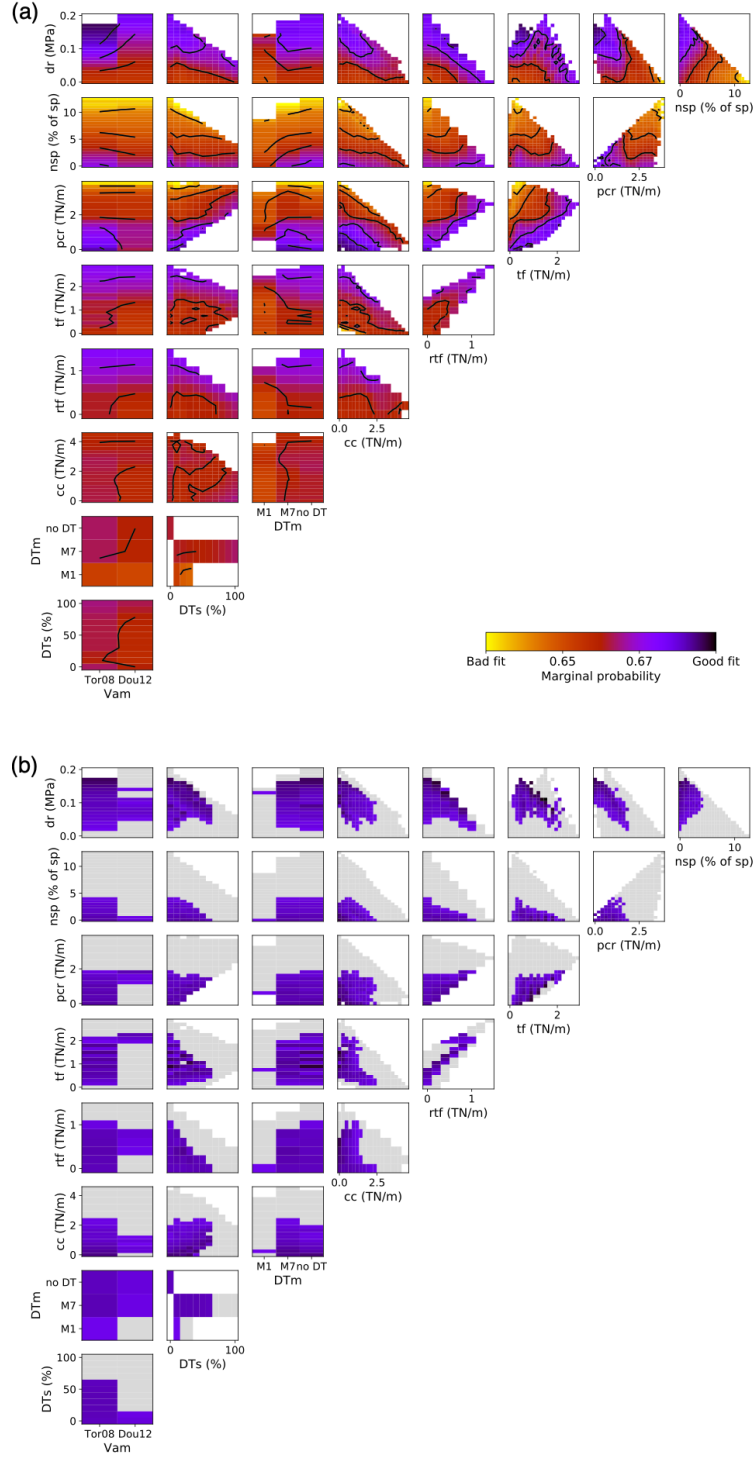 (a)
dr (MPa)
0.2
0.1
0.0
0 10
nsp (% of sp)
nsp (% of sp)
10
5
0
0.0 2.5
pcr (TN/m)
pcr (TN/m)
2
0
0 2
tf (TN/m)
tf (TN/m)
2
1
0
0 1
rtf (TN/m)
rtf (TN/m)
1
0
0.0 2.5
cc (TN/m)
cc (TN/m)
4
2
0
M1 M7 no DT
DTm
DTm
no DT
M7
M1
0 100
DTs (%)
DTs (%)
100
50
0
Tor08 Dou12
Vam
Bad fit 0.65 0.67 Good fit
Marginal probability
(b)
dr (MPa)
0.2
0.1
0.0
0 10
nsp (% of sp)
nsp (% of sp)
10
5
0
0.0 2.5
pcr (TN/m)
pcr (TN/m)
2
0
0 2
tf (TN/m)
tf (TN/m)
2
1
0
0 1
rtf (TN/m)
rtf (TN/m)
1
0
0.0 2.5
cc (TN/m)
cc (TN/m)
4
2
0
M1 M7 no DT
DTm
DTm
no DT
M7
M1
0 100
DTs (%)
DTs (%)
100
50
0
Tor08 Dou12
Vam